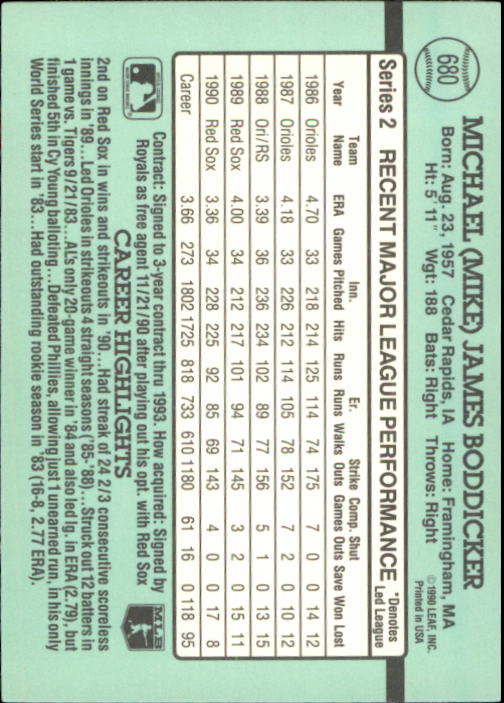 680
MICHAEL (MIKE) JAMES BODDICKER
Born: Aug. 23, 1957 Cedar Rapids, IA Home: Framingham, MA
Ht: 5' 11" Wgt: 188 Bats: Right Throws: Right
©1990 LEAF, INC.
Printed in USA
Series 2 RECENT MAJOR LEAGUE PERFORMANCE *Denotes Led League
Team Inn. Er. Strike Comp. Shut
Year Name ERA Games Pitched Hits Runs Runs Walks Outs Games Outs Save Won Lost
1986 Orioles 4.70 33 218 214 125 114 74 175 7 0 0 14 12
1987 Orioles 4.18 33 226 212 114 105 78 152 7 2 0 10 12
1988 Ori/RS 3.39 36 236 234 102 89 77 156 5 1 0 13 15
1989 Red Sox 4.00 34 212 217 101 94 71 145 3 2 0 15 11
1990 Red Sox 3.36 34 228 225 92 85 69 143 4 0 0 17 8
Career 3.66 273 1802 1725 818 733 610 1180 61 16 0 118 95
Contract: Signed to 3-year contract thru 1993. How acquired: Signed by
Royals as free agent 11/21/90 after playing out his opt. with Red Sox
MLB
CAREER HIGHLIGHTS
2nd on Red Sox in wins and strikeouts in '90...Had streak of 24 2/3 consecutive scoreless
innings in '89...Led Orioles in strikeouts 4 straight seasons ('85-'88)...Struck out 12 batters in
1 game vs. Tigers 9/21/83...AL's only 20-game winner in '84 and also led lg. in ERA (2.79), but
finished 5th in Cy Young balloting...Defeated Phillies, allowing just 1 unearned run, in his only
World Series start in '83...Had outstanding rookie season in '83 (16-8, 2.77 ERA).